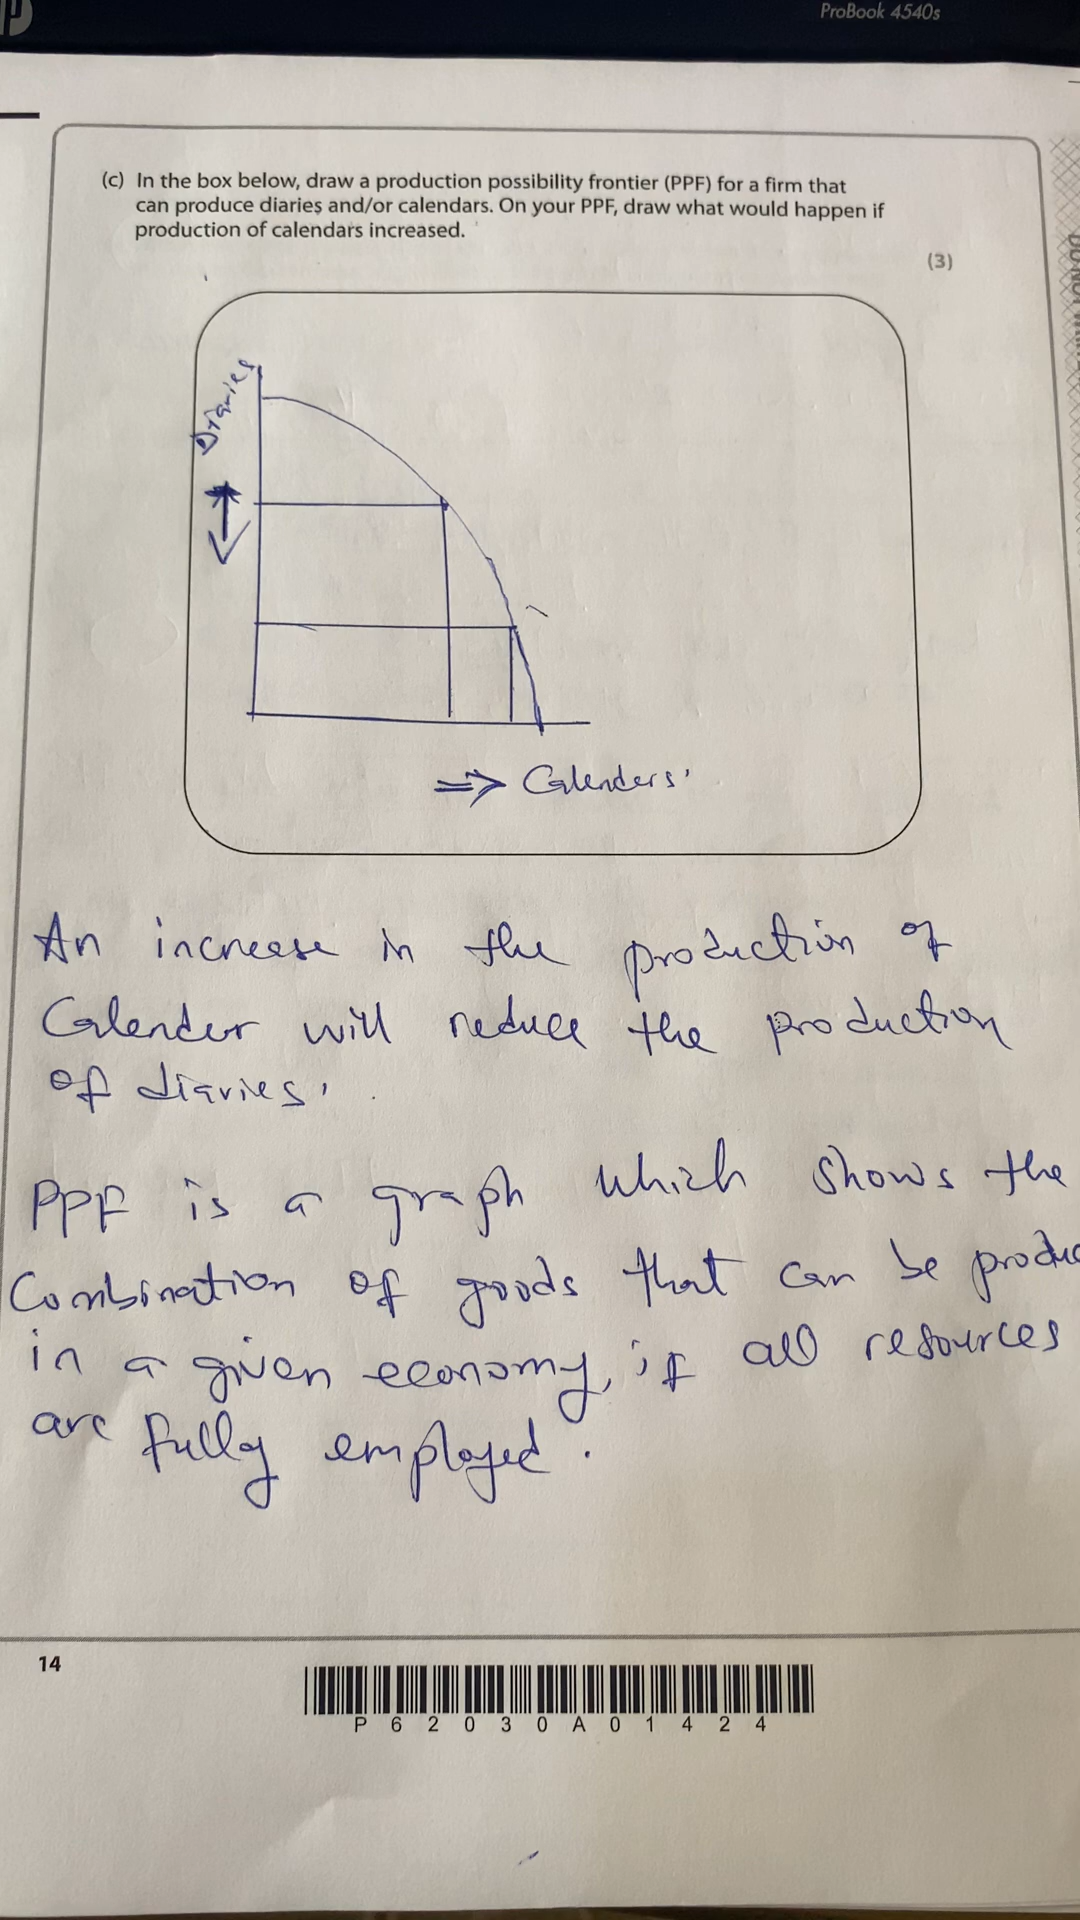 ProBook 4540s
(c) In the box below, draw a production possibility frontier (PPF) for a firm that
can produce diaries and/or calendars. On your PPF, draw what would happen if
production of calendars increased.
(3)
Diaries
=> Calenders.
An increase in the production of
Calender will reduce the production
of diaries.
PPF is a graph which shows the
Combination of goods that can be produc
in a given economy, if all resources
are fully employed.
14
P 6 2 0 3 0 A 0 1 4 2 4